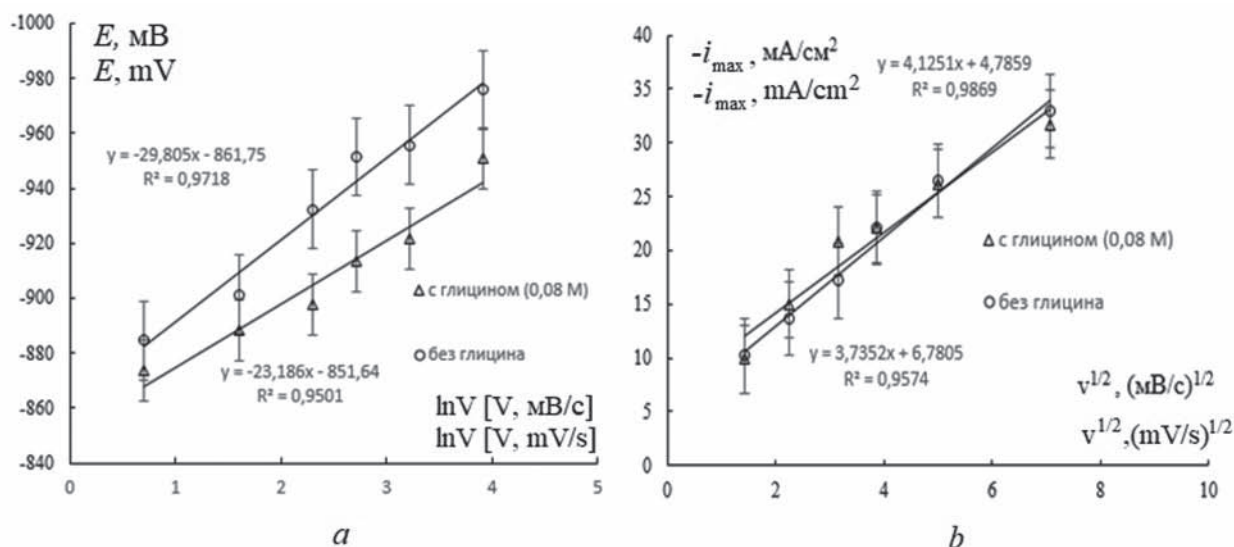 -1000
-980
-960
-940
-920
-900
-880
-860
-840
E, мВ
E, mV
y = -29,805x - 861,75
R² = 0,9718
с глицином (0,08 М)
без глицина
y = -23,186x - 851,64
R² = 0,9501
lnV [V, мВ/с]
lnV [V, mV/s]
0 1 2 3 4 5
a
40
35
30
25
20
15
10
5
0
-i max , мА/см²
-i max , mA/cm²
y = 4,1251x + 4,7859
R² = 0,9869
с глицином (0,08 М)
без глицина
y = 3,7352x + 6,7805
R² = 0,9574
v^1/2, (мВ/с)^1/2
v^1/2,(mV/s)^1/2
0 2 4 6 8 10
b